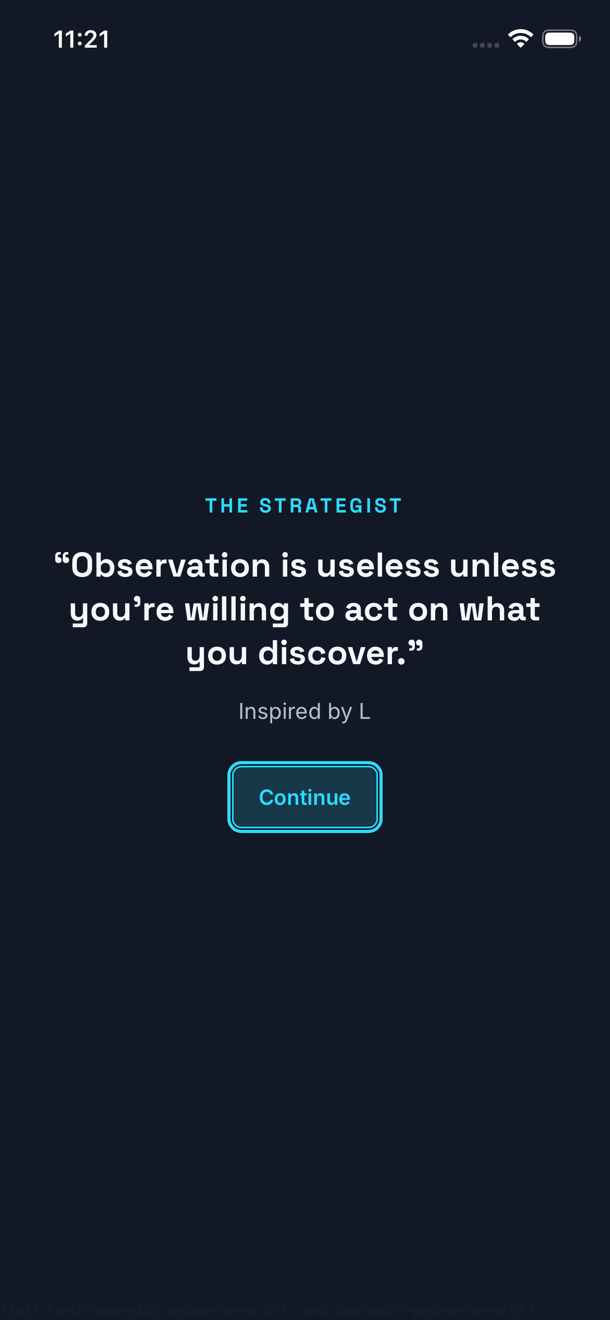 11:21
THE STRATEGIST
“Observation is useless unless
you’re willing to act on what
you discover.”
Inspired by L
Continue